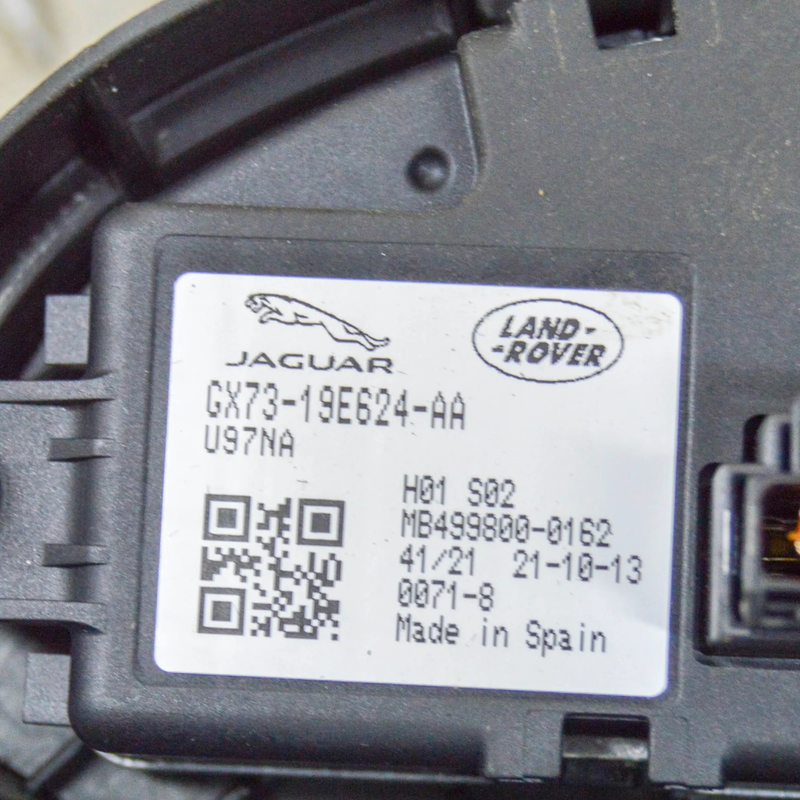 JAGUAR
LAND-
-ROVER
GX73-19E624-AA
U97NA
H01 S02
MB499800-0162
41/21 21-10-13
0071-8
Made in Spain